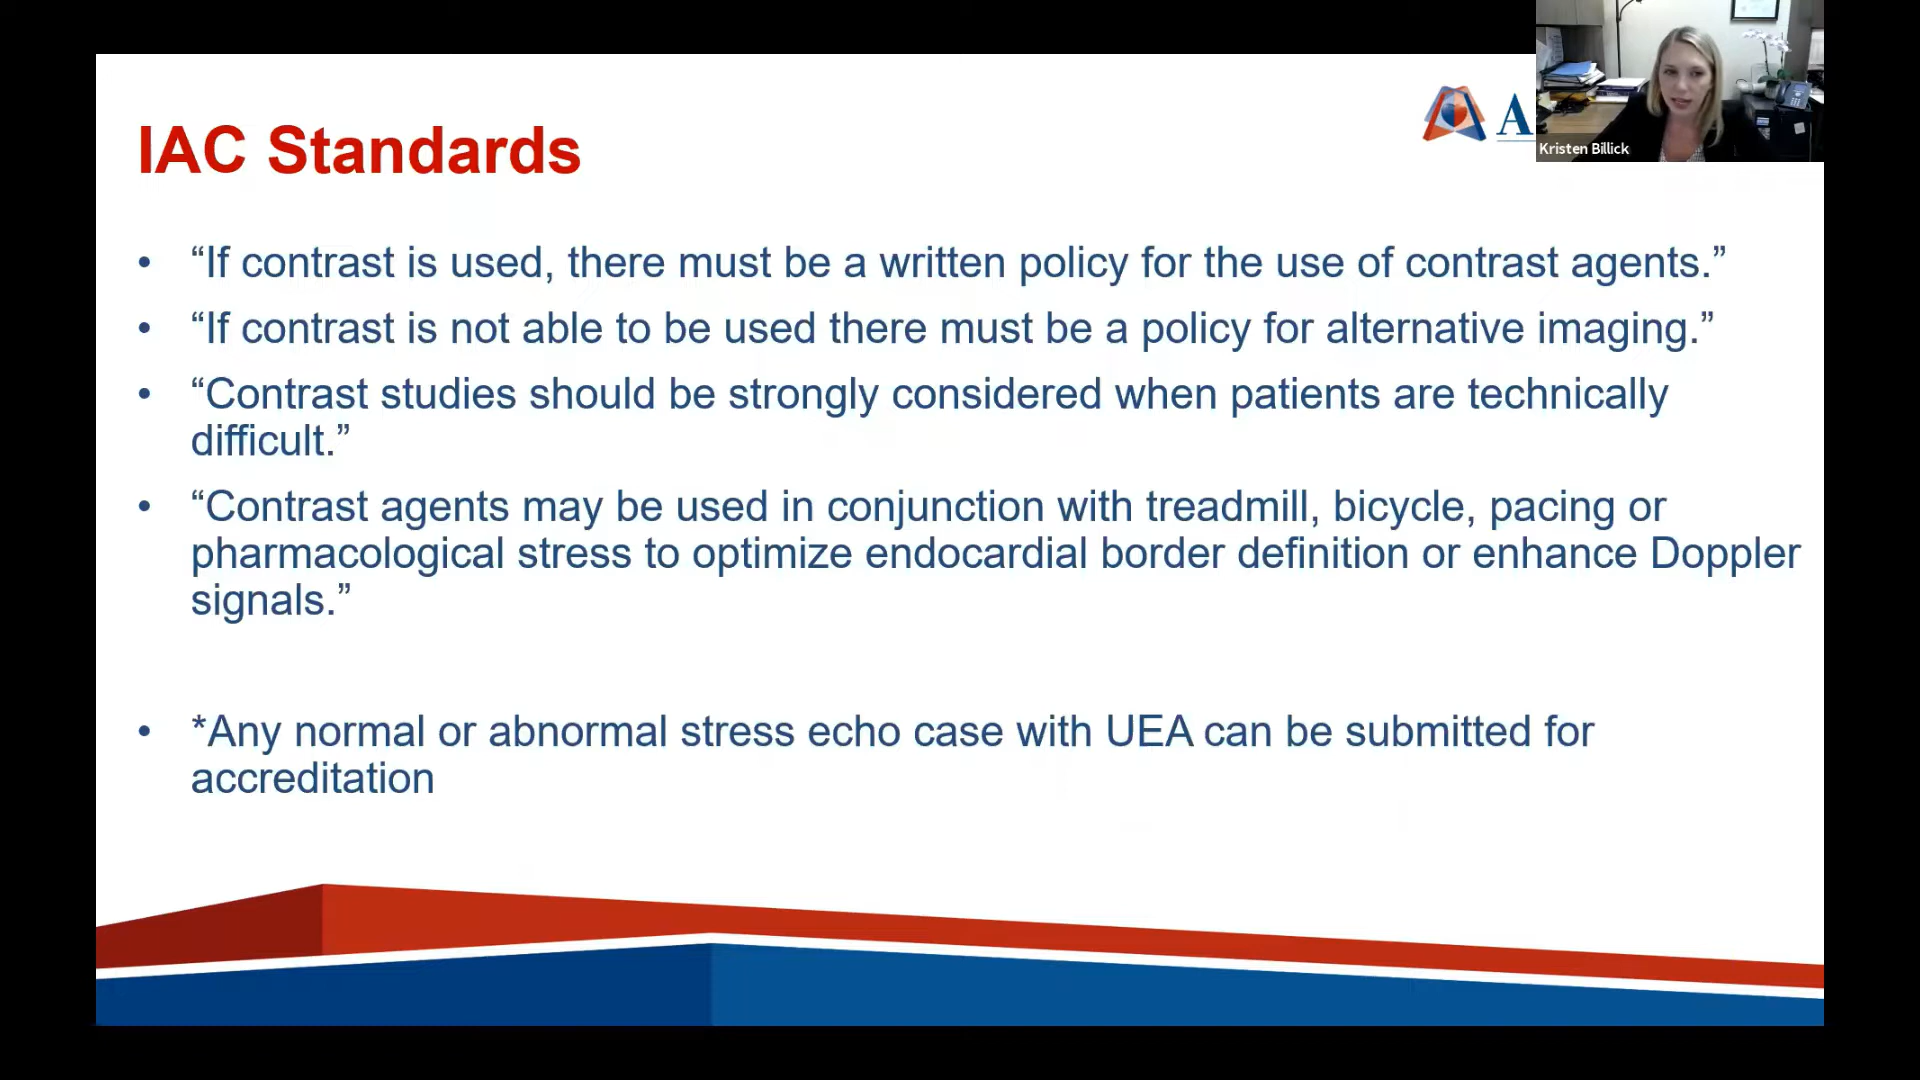 IAC Standards
A
Kristen Billick
• “If contrast is used, there must be a written policy for the use of contrast agents.”
• “If contrast is not able to be used there must be a policy for alternative imaging.”
• “Contrast studies should be strongly considered when patients are technically
difficult.”
• “Contrast agents may be used in conjunction with treadmill, bicycle, pacing or
pharmacological stress to optimize endocardial border definition or enhance Doppler
signals.”
• *Any normal or abnormal stress echo case with UEA can be submitted for
accreditation